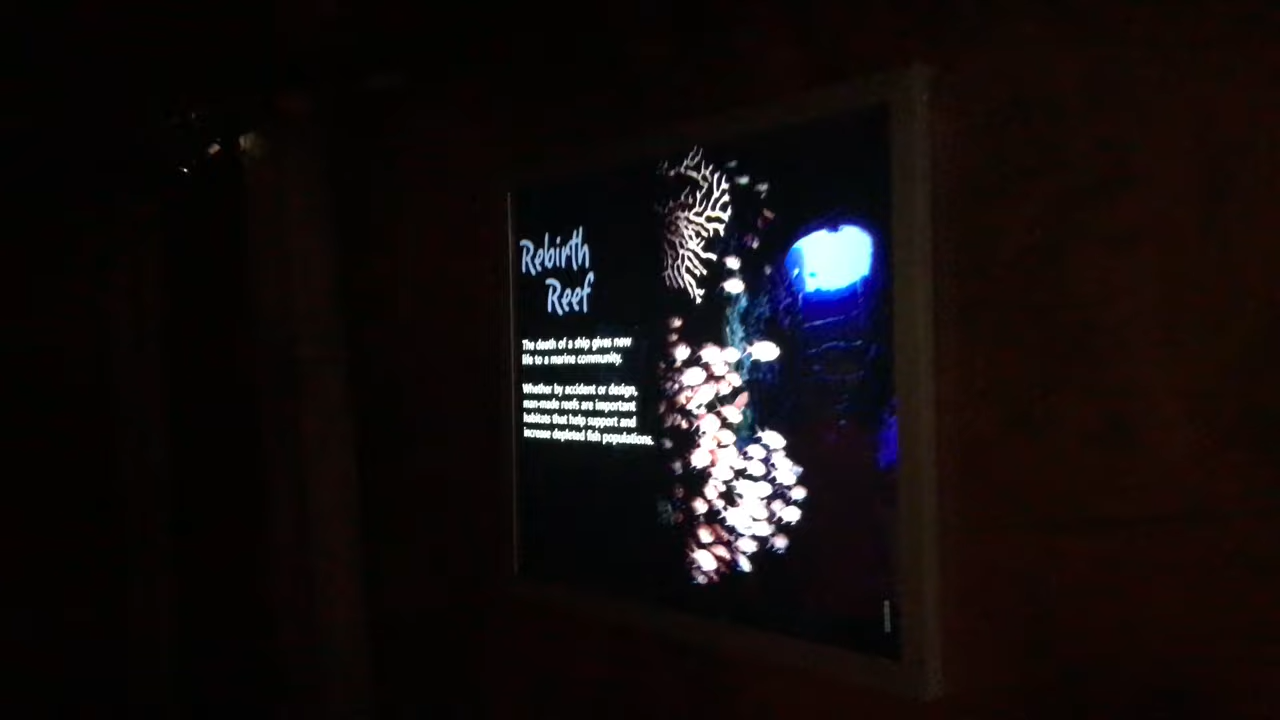 Rebirth
Reef
The death of a ship gives new
life to a marine community.
Whether by accident or design,
man-made reefs are important
habitats that help support and
increase depleted fish populations.